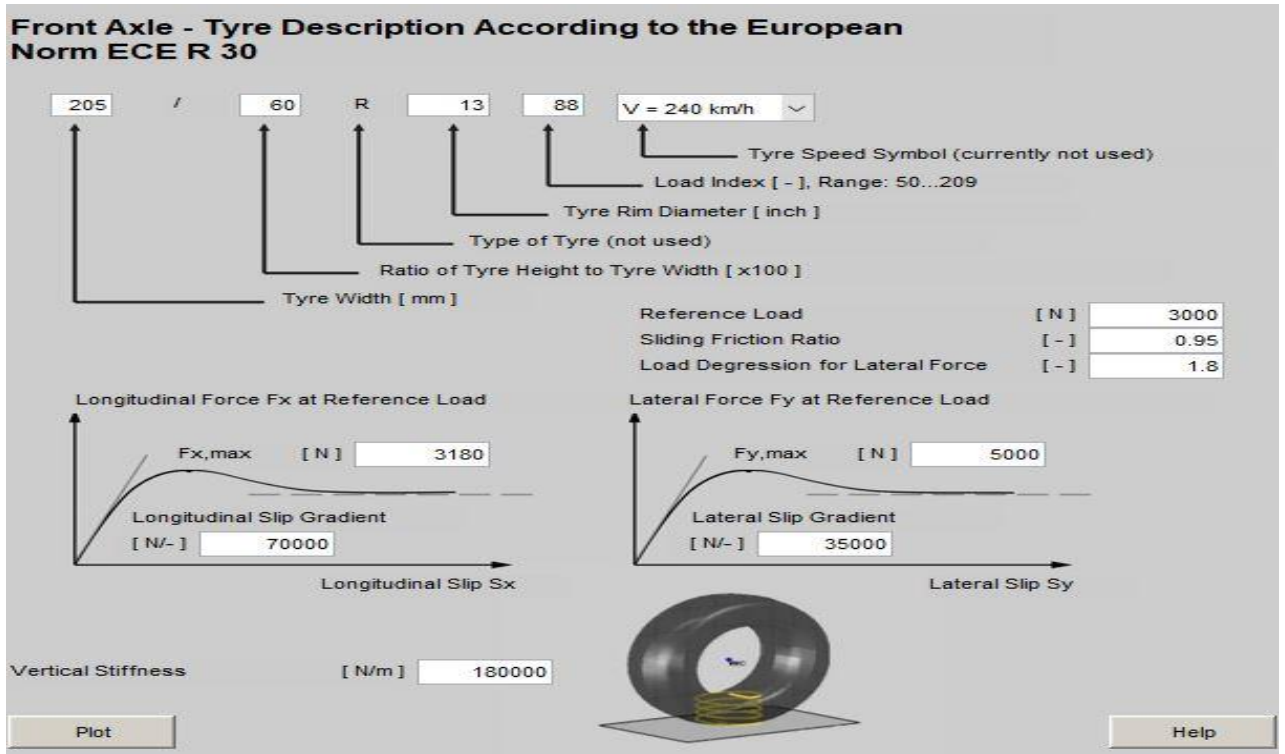 Front Axle - Tyre Description According to the European
Norm ECE R 30
205 / 60 R 13 88 V = 240 km/h
Tyre Speed Symbol (currently not used)
Load Index [ - ], Range: 50...209
Tyre Rim Diameter [ inch ]
Type of Tyre (not used)
Ratio of Tyre Height to Tyre Width [ x100 ]
Tyre Width [ mm ]
Reference Load [ N ] 3000
Sliding Friction Ratio [ - ] 0.95
Load Degression for Lateral Force [ - ] 1.8
Longitudinal Force Fx at Reference Load
Fx,max [ N ] 3180
Longitudinal Slip Gradient
[ N/- ] 70000
Longitudinal Slip Sx
Lateral Force Fy at Reference Load
Fy,max [ N ] 5000
Lateral Slip Gradient
[ N/- ] 35000
Lateral Slip Sy
Vertical Stiffness [ N/m ] 180000
Plot
Help